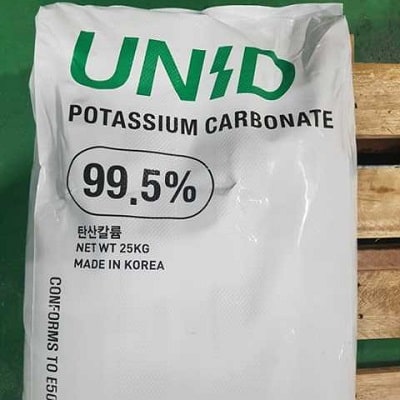 UNID
POTASSIUM CARBONATE
99.5%
탄산칼륨
NET WT 25KG
MADE IN KOREA
CONFORMS TO